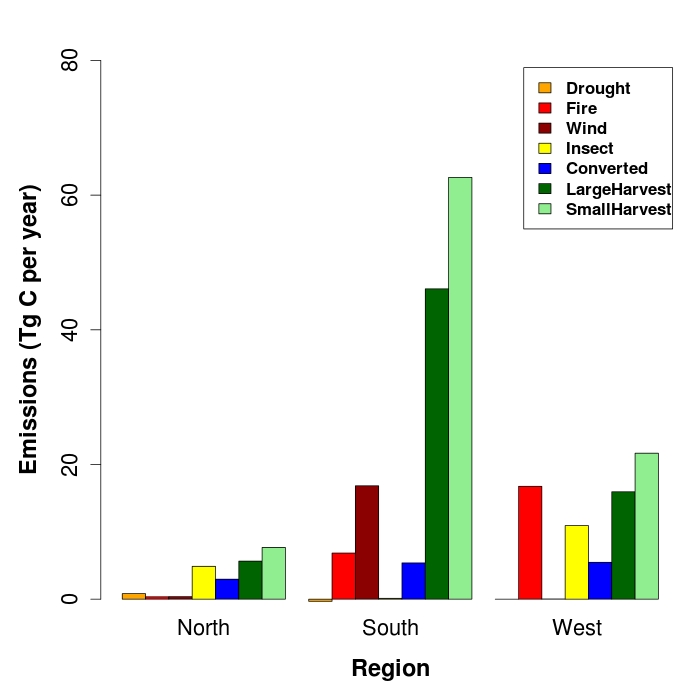 80
60
40
20
0
Emissions (Tg C per year)
Drought
Fire
Wind
Insect
Converted
LargeHarvest
SmallHarvest
North South West
Region